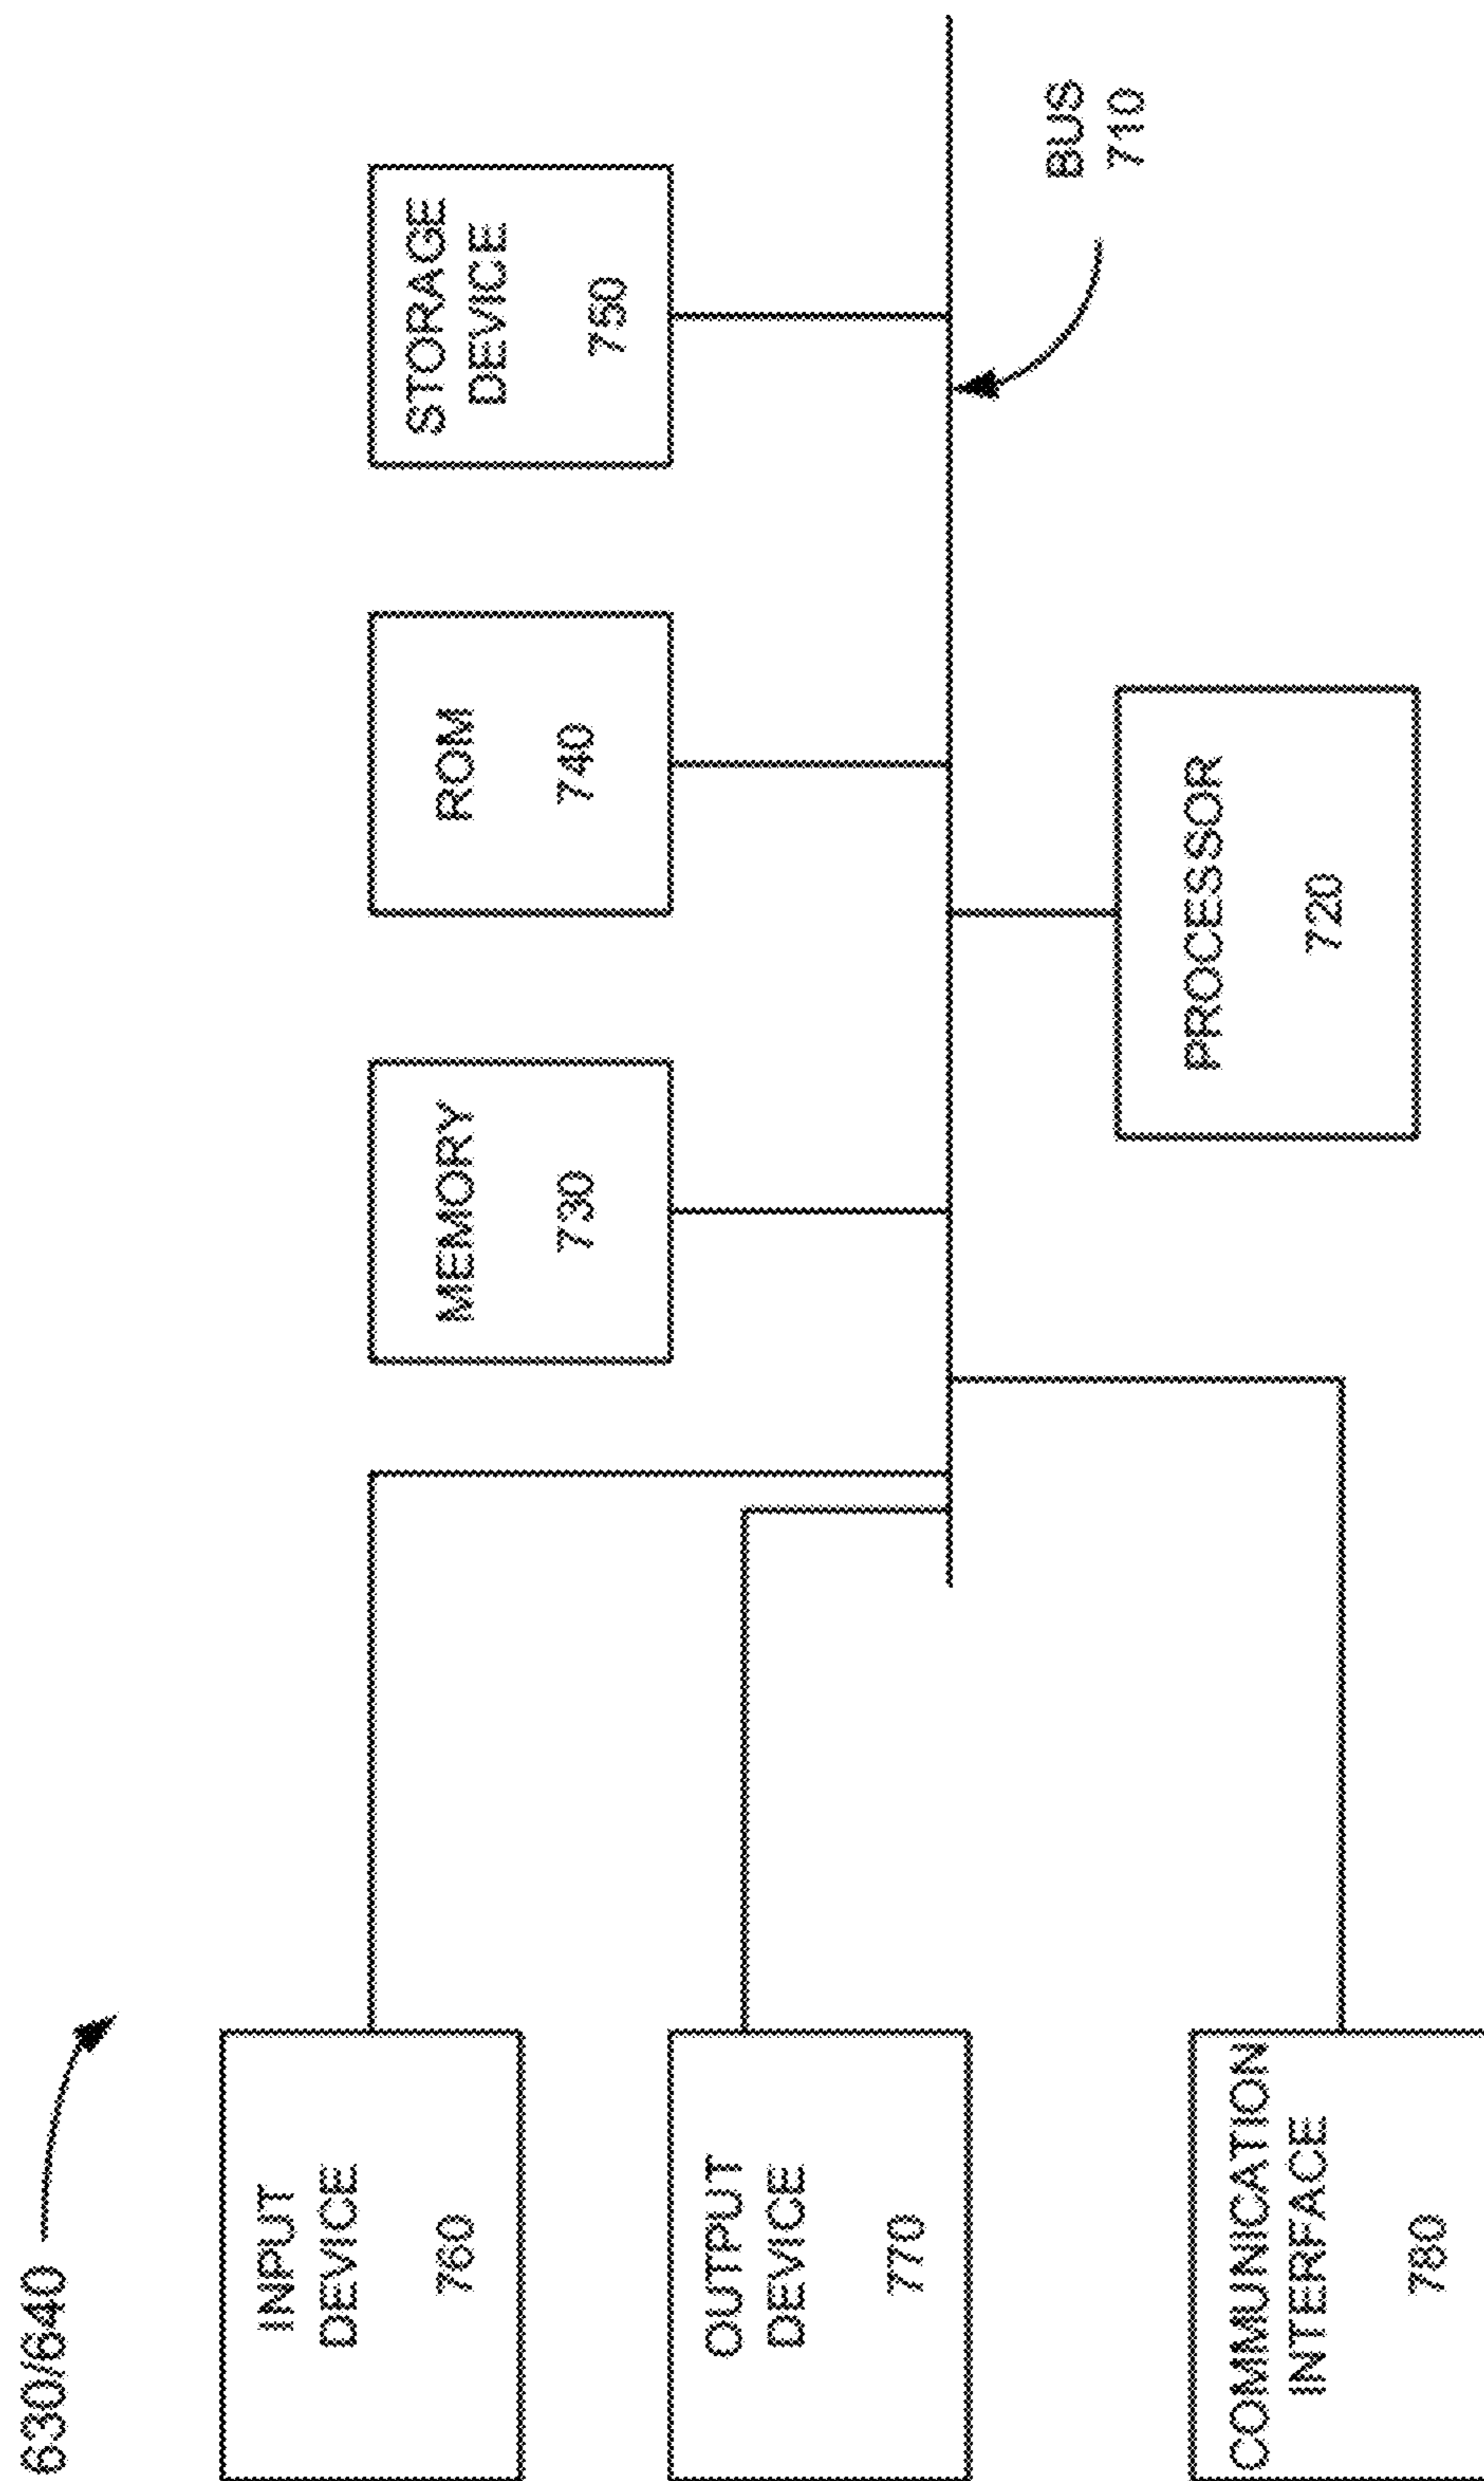 630/640
STORAGE
DEVICE
750
ROM
740
MEMORY
730
BUS
710
PROCESSOR
720
INPUT
DEVICE
760
OUTPUT
DEVICE
770
COMMUNICATION
INTERFACE
780